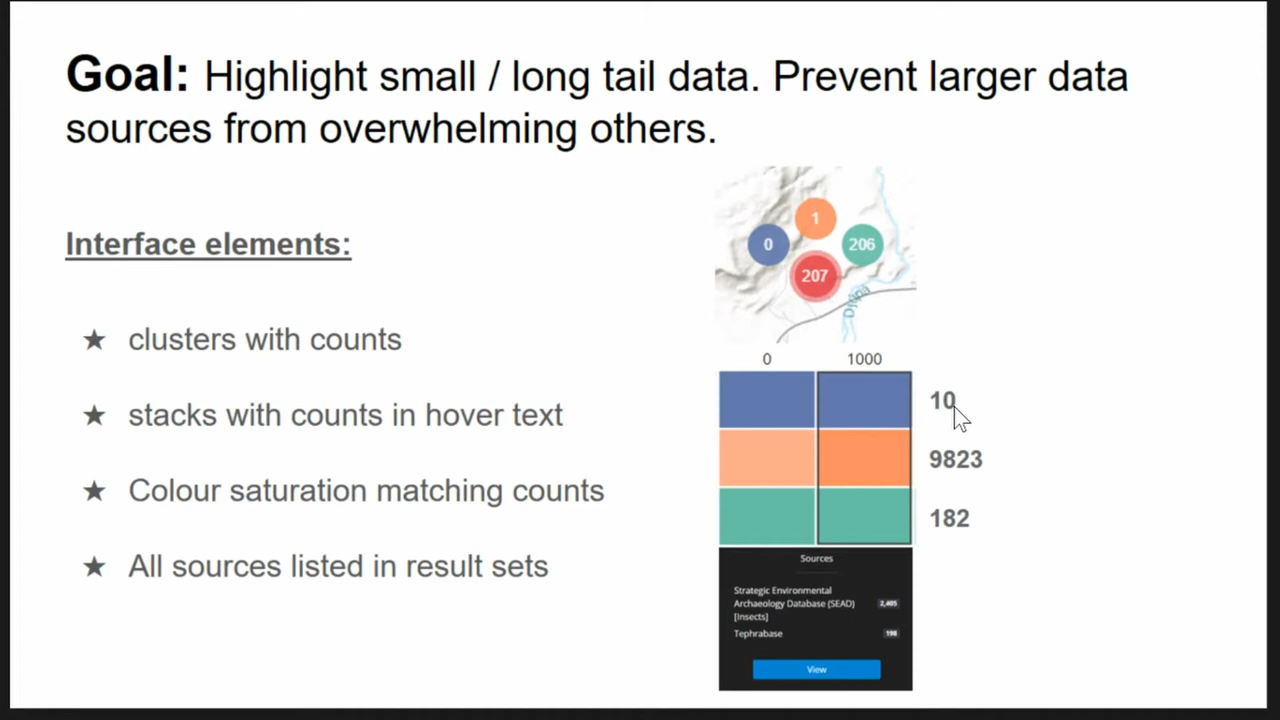 Goal: Highlight small / long tail data. Prevent larger data
sources from overwhelming others.
Interface elements:
★ clusters with counts
★ stacks with counts in hover text
★ Colour saturation matching counts
★ All sources listed in result sets
1
0
206
207
0 1000
10
9823
182
Sources
Strategic Environmental
Archaeology Database (SEAD) 2,405
[Insects]
Tephrabase 198
View